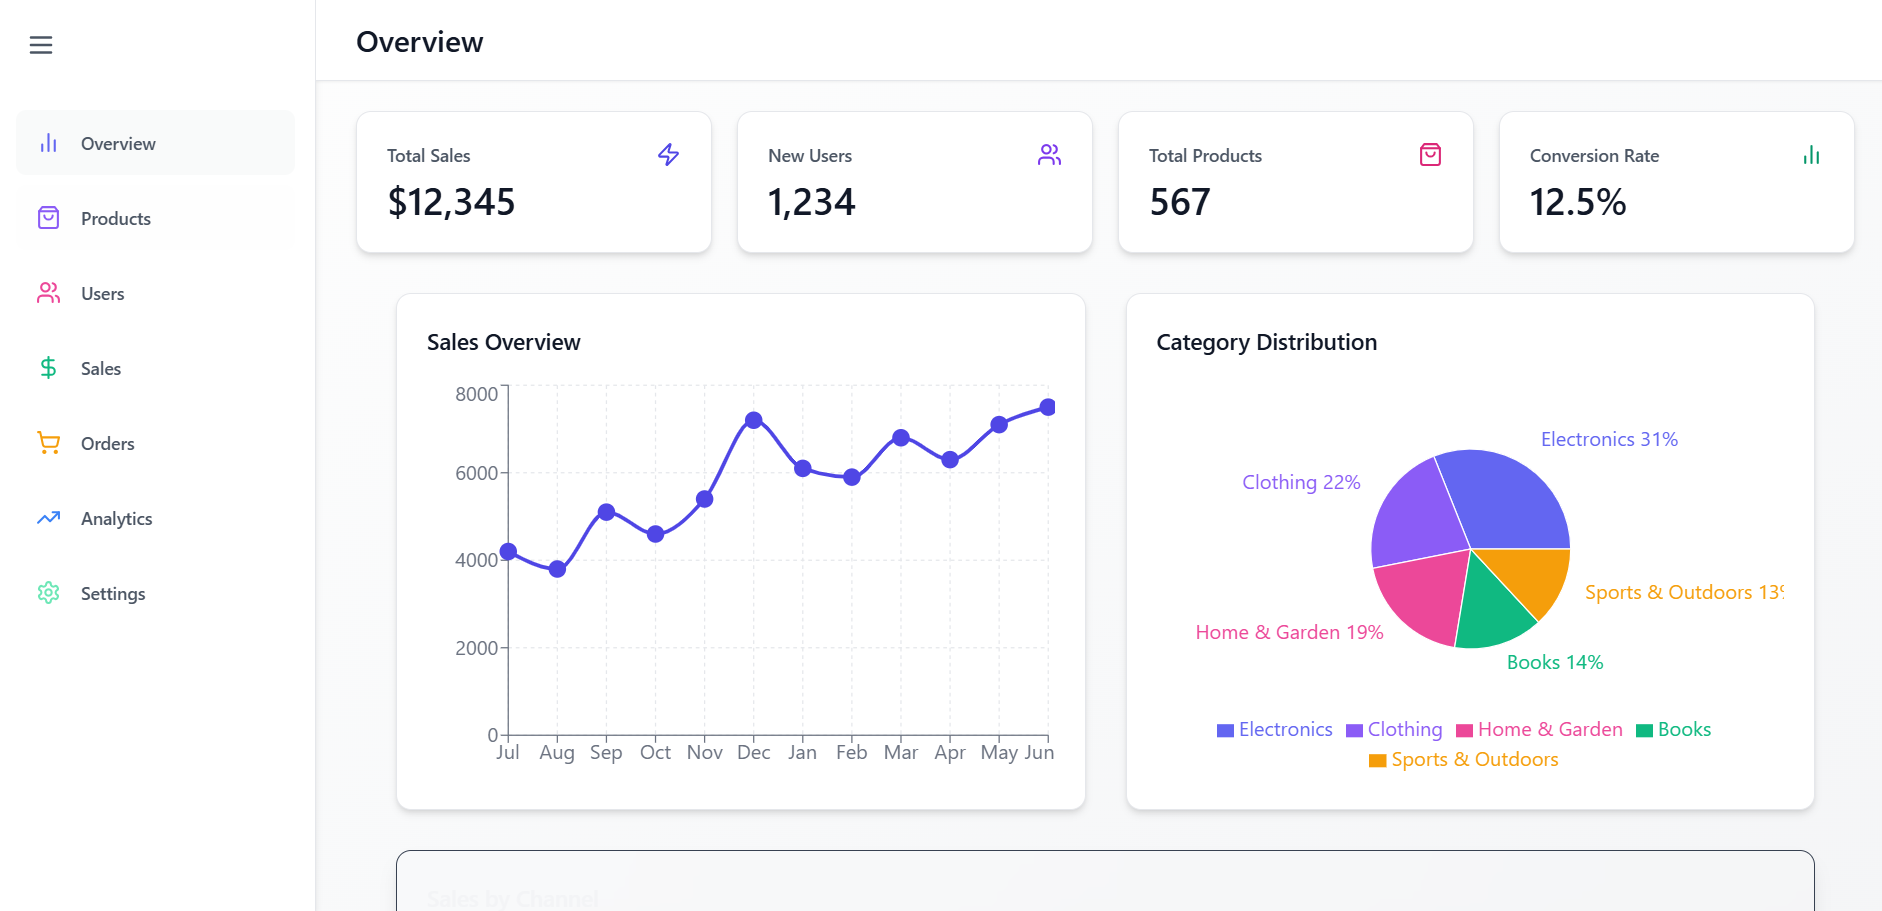 Overview
Overview
Products
Users
Sales
Orders
Analytics
Settings
Total Sales
$12,345
New Users
1,234
Total Products
567
Conversion Rate
12.5%
Sales Overview
8000
6000
4000
2000
0
Jul Aug Sep Oct Nov Dec Jan Feb Mar Apr May Jun
Category Distribution
Electronics 31%
Clothing 22%
Sports & Outdoors 13%
Home & Garden 19%
Books 14%
Electronics Clothing Home & Garden Books
Sports & Outdoors
Sales by Channel